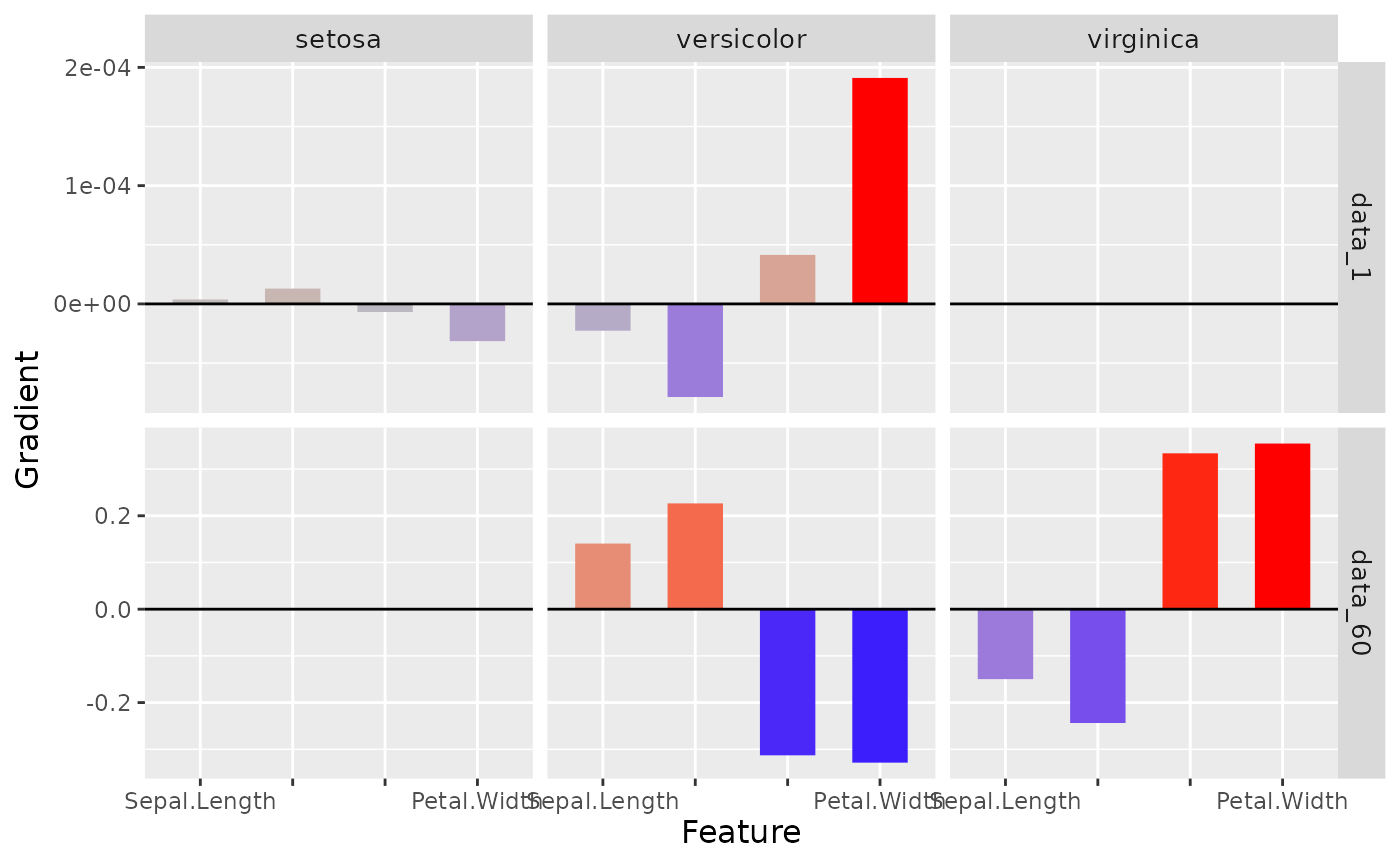 setosa
versicolor
virginica
2e-04
1e-04
0e+00
data_1
Gradient
0.2
0.0
-0.2
data_60
Sepal.Length
Petal.Width
Sepal.Length
Petal.Width
Sepal.Length
Petal.Width
Feature